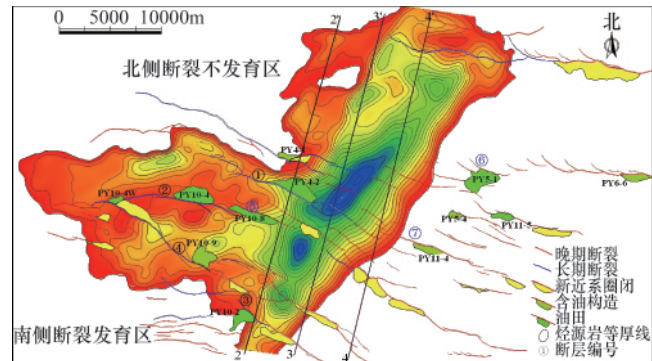 0 5000 10000m
北
2' 3' 4'
北侧断裂不发育区
PY4-1
① PY4-2
⑥
PY5-1 PY6-6
PY10-4W ② PY10-4
⑤ PY10-8
PY5-4 PY11-5
④ PY10-9
⑦ PY11-4
③
PY10-2
南侧断裂发育区
2 3 4
晚期断裂
长期断裂
新近系圈闭
含油构造
油田
烃源岩等厚线
① 断层编号